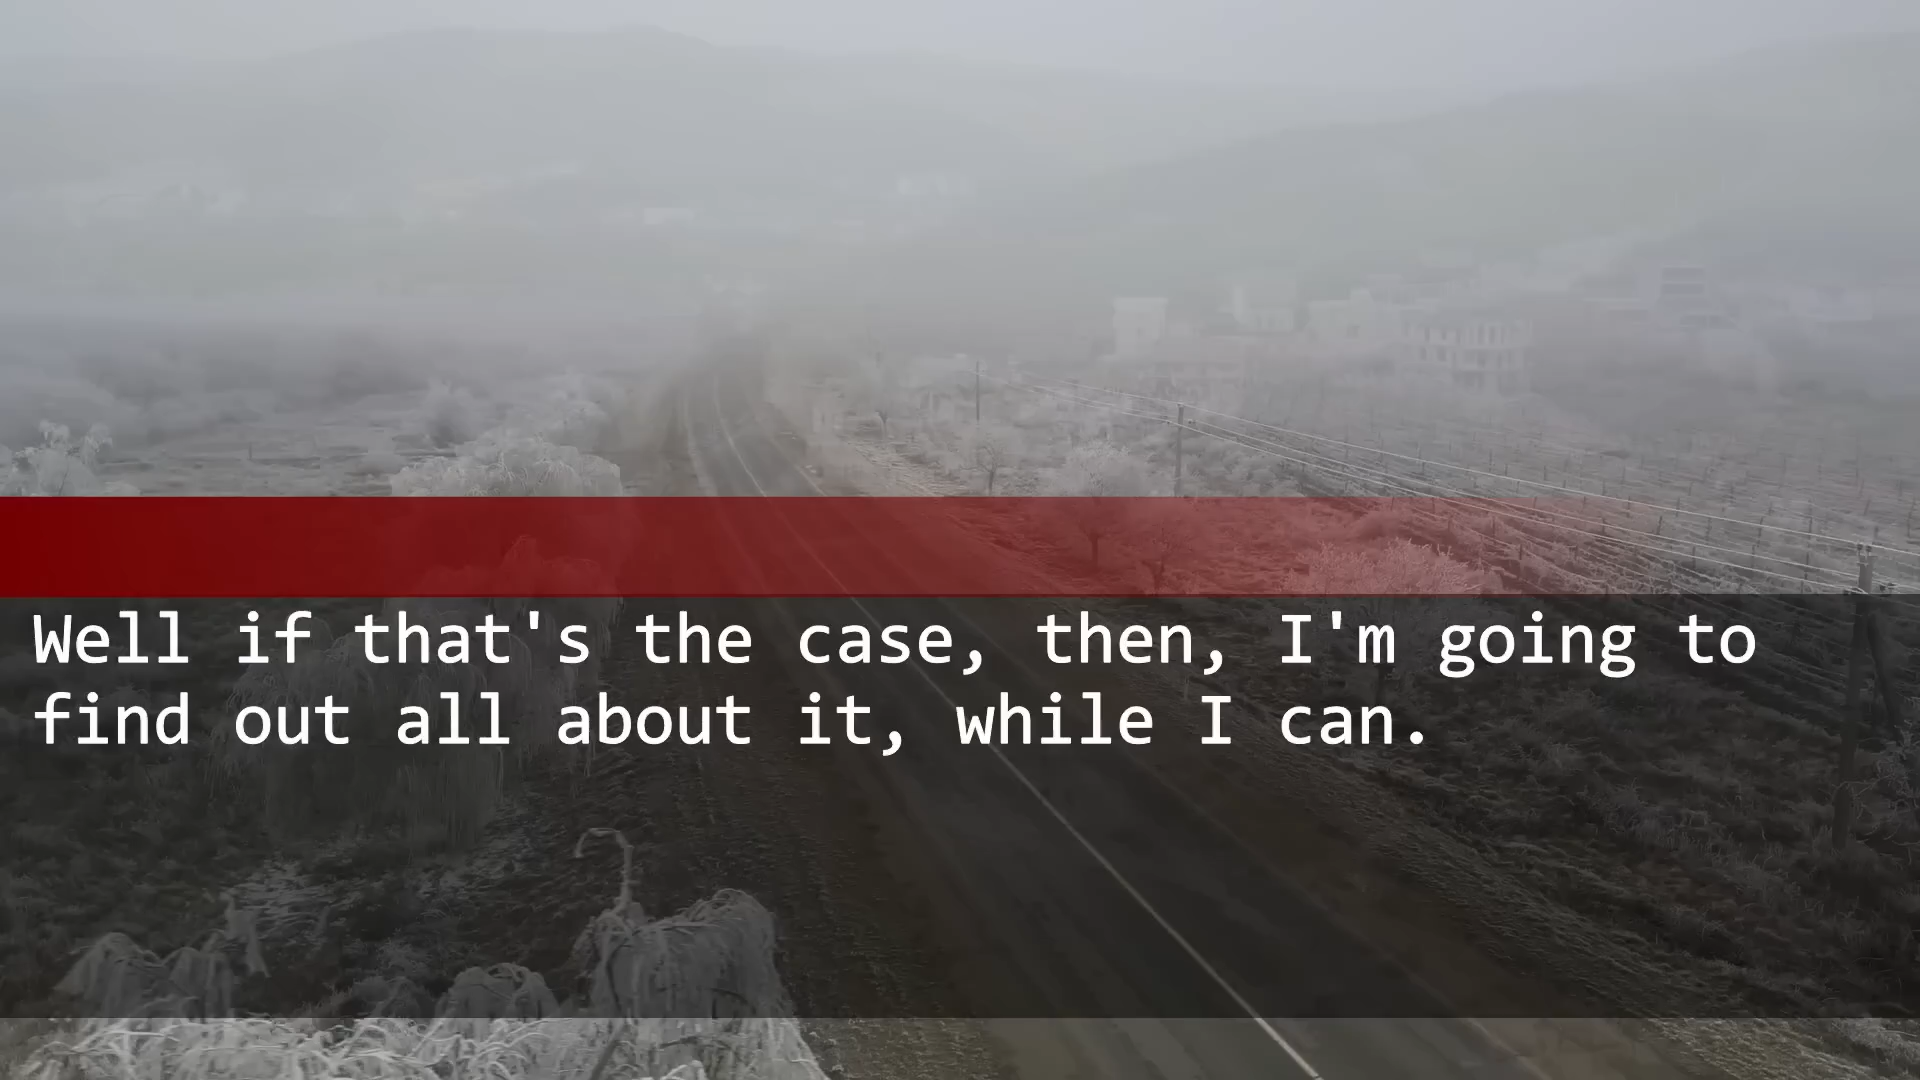 Well if that's the case, then, I'm going to
find out all about it, while I can.